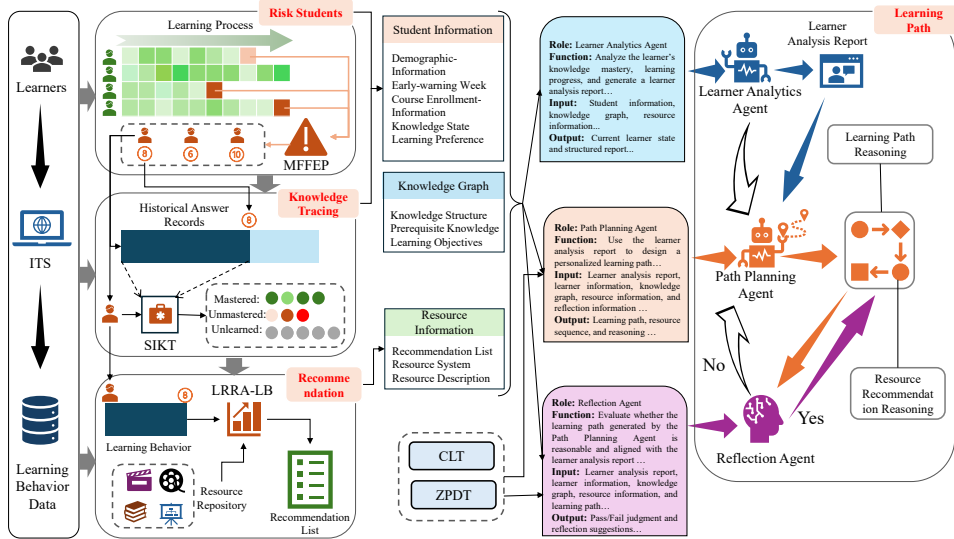 Learners
ITS
Learning
Behavior
Data
Risk Students
Learning Process
8
6
10
MFFEP
Knowledge
Tracing
Historical Answer
Records
8
SIKT
Mastered:
Unmastered:
Unlearned:
Recomme
ndation
8
LRRA-LB
Learning Behavior
Resource
Repository
Recommendation
List
Student Information
Demographic-
Information
Early-warning Week
Course Enrollment-
Information
Knowledge State
Learning Preference
Knowledge Graph
Knowledge Structure
Prerequisite Knowledge
Learning Objectives
Resource
Information
Recommendation List
Resource System
Resource Description
CLT
ZPDT
Role: Learner Analytics Agent
Function: Analyze the learner's
knowledge mastery, learning
progress, and generate a learner
analysis report…
Input: Student information,
knowledge graph, resource
information...
Output: Current learner state
and structured report...
Role: Path Planning Agent
Function: Use the learner
analysis report to design a
personalized learning path…
Input: Learner analysis report,
learner information, knowledge
graph, resource information, and
reflection information …
Output: Learning path, resource
sequence, and reasoning …
Role: Reflection Agent
Function: Evaluate whether the
learning path generated by the
Path Planning Agent is
reasonable and aligned with the
learner analysis report …
Input: Learner analysis report,
learner information, knowledge
graph, resource information, and
learning path…
Output: Pass/Fail judgment and
reflection suggestions…
Learning
Path
Learner
Analysis Report
Learner Analytics
Agent
Learning Path
Reasoning
Path Planning
Agent
No
Yes
Resource
Recommendat
ion Reasoning
Reflection Agent